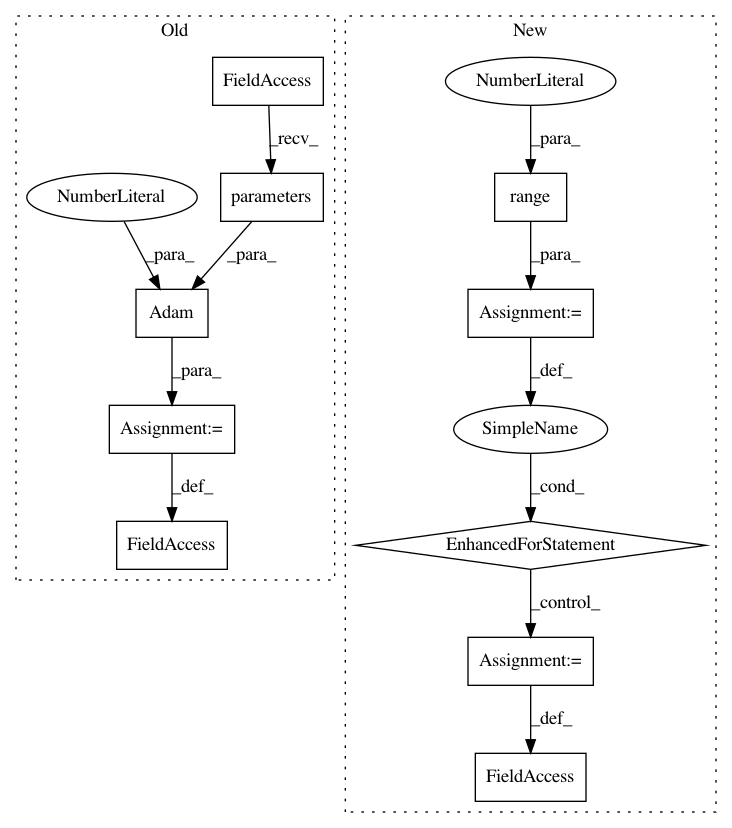 Old
New
FieldAccess
NumberLiteral
_recv_
_para_
NumberLiteral
parameters
range
_para_
_para_
_para_
Adam
Assignment:=
_para_
_def_
Assignment:=
SimpleName
_def_
_cond_
FieldAccess
EnhancedForStatement
_control_
Assignment:=
_def_
FieldAccess